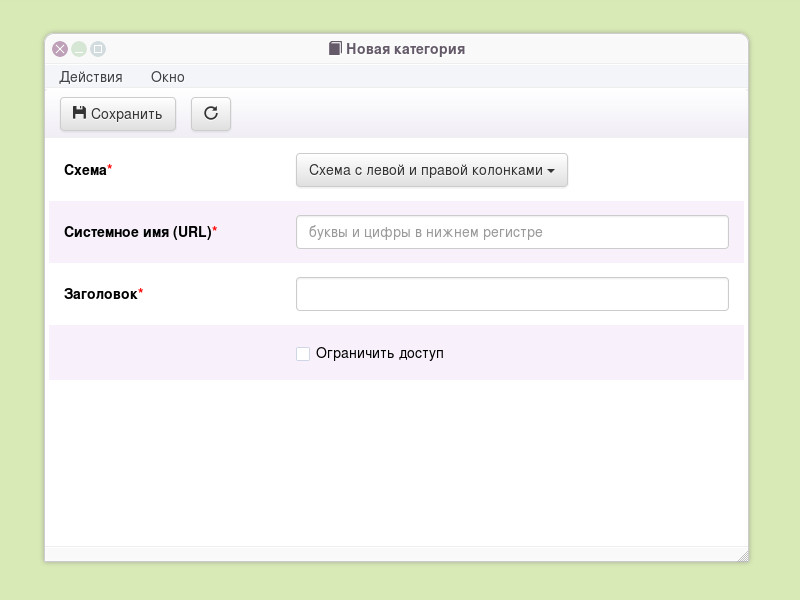 Новая категория
Действия Окно
Сохранить
Схема* Схема с левой и правой колонками
Системное имя (URL)* буквы и цифры в нижнем регистре
Заголовок*
Ограничить доступ